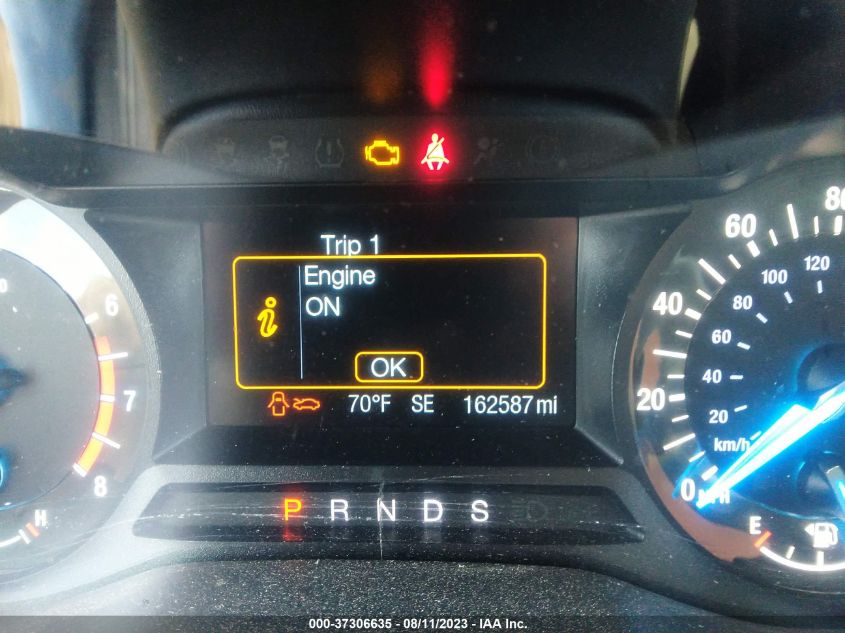 Trip 1
Engine
ON
OK
70°F SE 162587 mi
6
7
8
H
P R N D S
80
60
40
20
0 MPH
120
100
80
60
40
20
km/h
E
000-37306635 - 08/11/2023 - IAA Inc.